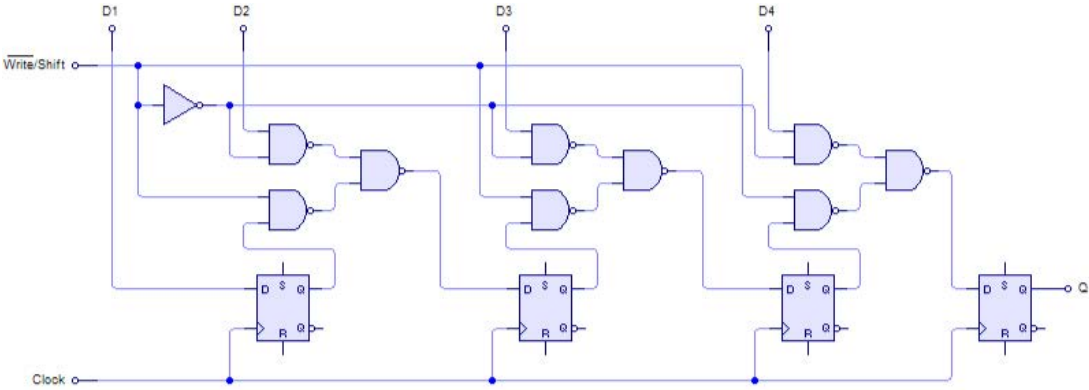 D1 D2 D3 D4
Write/Shift
D S Q
R Q
D S Q
R Q
D S Q
R Q
D S Q
R Q
Q
Clock